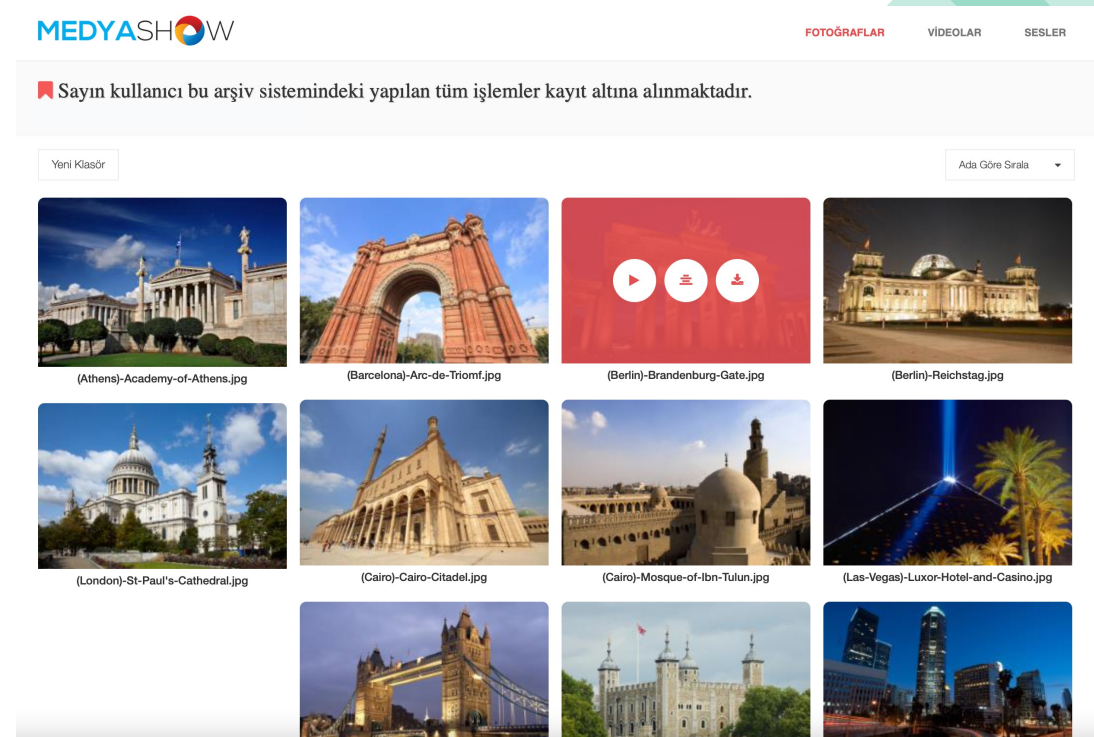 MEDYASHOW
FOTOĞRAFLAR VİDEOLAR SESLER
Sayın kullanıcı bu arşiv sistemindeki yapılan tüm işlemler kayıt altına alınmaktadır.
Yeni Klasör
Ada Göre Sırala
(Athens)-Academy-of-Athens.jpg
(Barcelona)-Arc-de-Triomf.jpg
(Berlin)-Brandenburg-Gate.jpg
(Berlin)-Reichstag.jpg
(London)-St-Paul's-Cathedral.jpg
(Cairo)-Cairo-Citadel.jpg
(Cairo)-Mosque-of-Ibn-Tulun.jpg
(Las-Vegas)-Luxor-Hotel-and-Casino.jpg